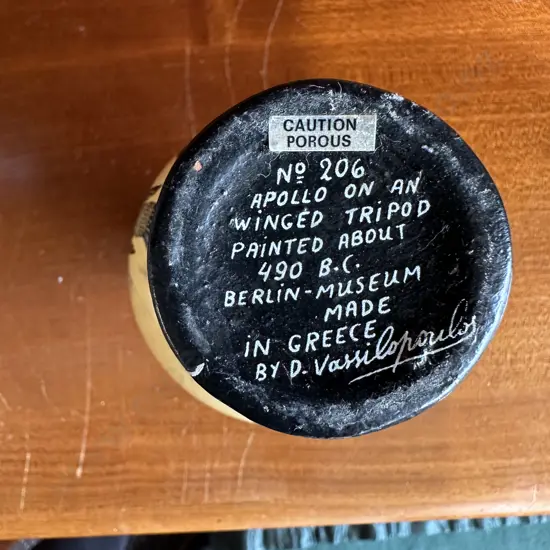 CAUTION
POROUS
Nº 206
APOLLO ON AN
WINGED TRIPOD
PAINTED ABOUT
490 B.C.
BERLIN-MUSEUM
MADE
IN GREECE
BY D. Vassilopoulos